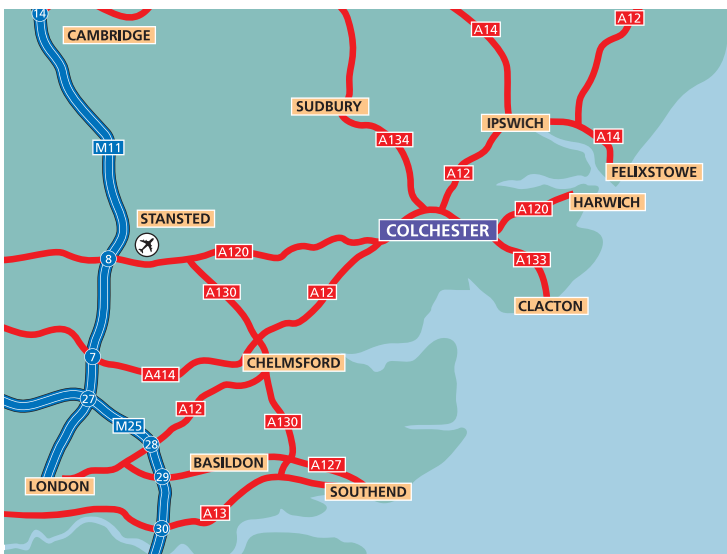 14
CAMBRIDGE
A12
A14
SUDBURY
IPSWICH
A134
A14
M11
A12
FELIXSTOWE
HARWICH
A120
STANSTED
COLCHESTER
A120
8
A133
A130
A12
CLACTON
7
CHELMSFORD
A414
27
A12
M25
A130
28
BASILDON
A127
29
LONDON
SOUTHEND
A13
30